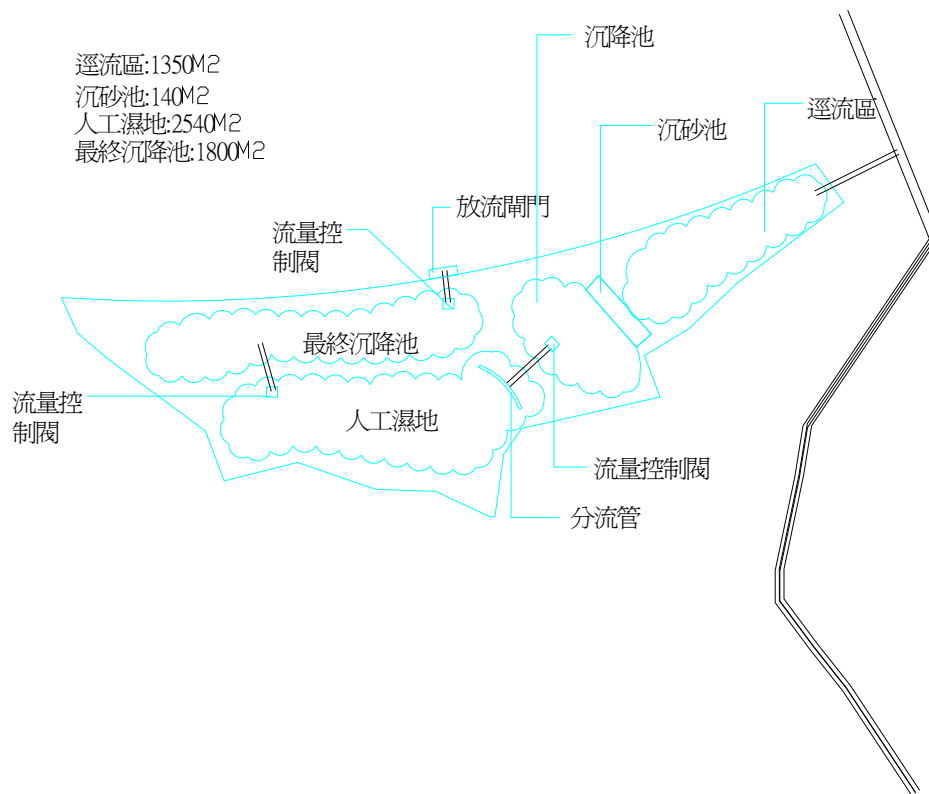 逕流區:1350M2
沉砂池:140M2
人工濕地:2540M2
最終沉降池:1800M2
沉降池
沉砂池
逕流區
放流閘門
流量控
制閥
最終沉降池
流量控
制閥
人工濕地
流量控制閥
分流管